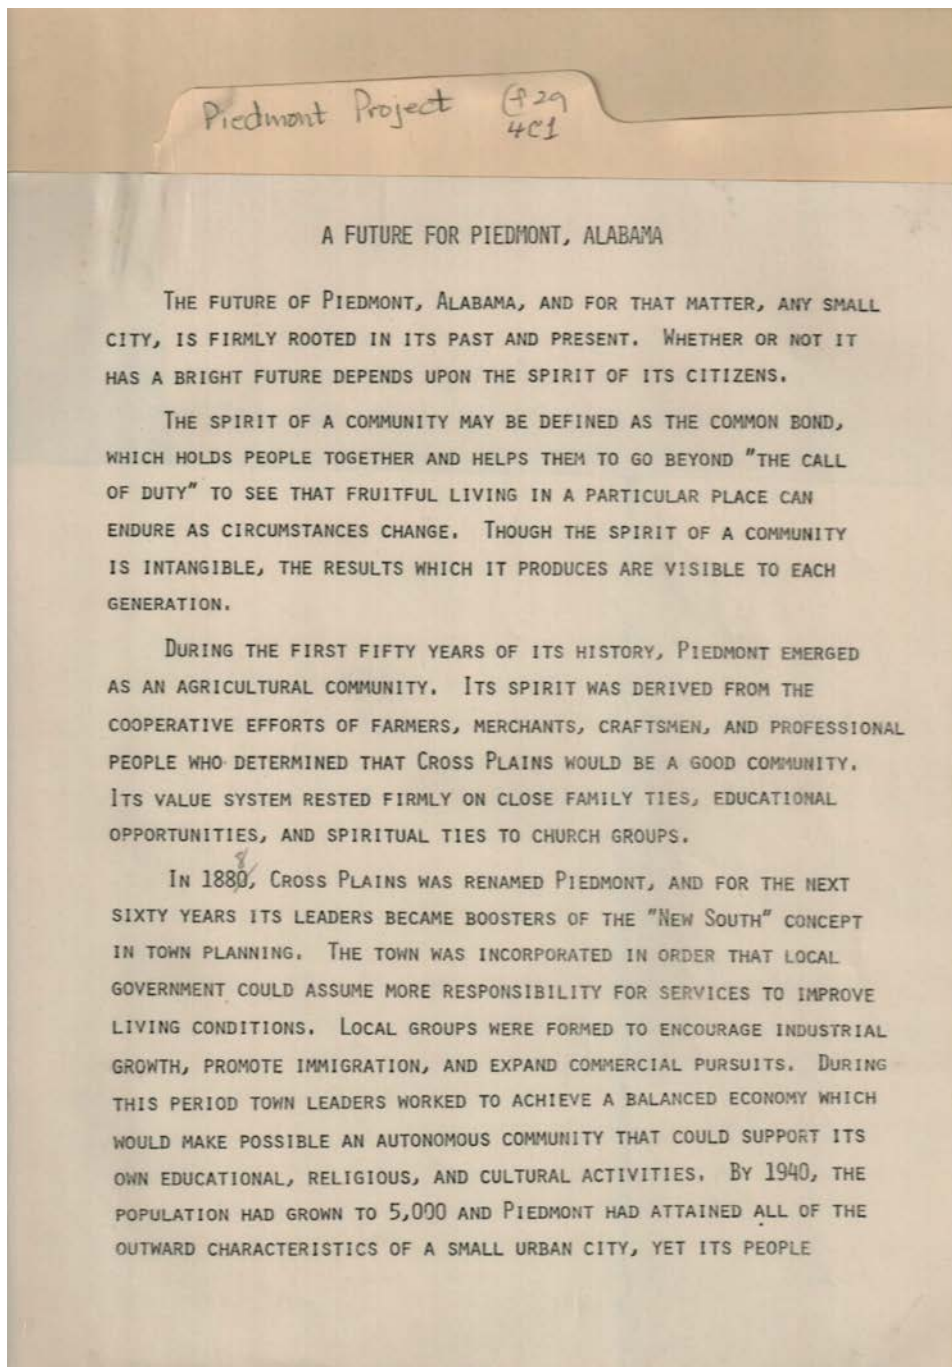 Piedmont Project
4C1
A FUTURE FOR PIEDMONT, ALABAMA
THE FUTURE OF PIEDMONT, ALABAMA, AND FOR THAT MATTER, ANY SMALL
CITY, IS FIRMLY ROOTED IN ITS PAST AND PRESENT. WHETHER OR NOT IT
HAS A BRIGHT FUTURE DEPENDS UPON THE SPIRIT OF ITS CITIZENS.
THE SPIRIT OF A COMMUNITY MAY BE DEFINED AS THE COMMON BOND,
WHICH HOLDS PEOPLE TOGETHER AND HELPS THEM TO GO BEYOND "THE CALL
OF DUTY" TO SEE THAT FRUITFUL LIVING IN A PARTICULAR PLACE CAN
ENDURE AS CIRCUMSTANCES CHANGE. THOUGH THE SPIRIT OF A COMMUNITY
IS INTANGIBLE, THE RESULTS WHICH IT PRODUCES ARE VISIBLE TO EACH
GENERATION.
DURING THE FIRST FIFTY YEARS OF ITS HISTORY, PIEDMONT EMERGED
AS AN AGRICULTURAL COMMUNITY. ITS SPIRIT WAS DERIVED FROM THE
COOPERATIVE EFFORTS OF FARMERS, MERCHANTS, CRAFTSMEN, AND PROFESSIONAL
PEOPLE WHO DETERMINED THAT CROSS PLAINS WOULD BE A GOOD COMMUNITY.
ITS VALUE SYSTEM RESTED FIRMLY ON CLOSE FAMILY TIES, EDUCATIONAL
OPPORTUNITIES, AND SPIRITUAL TIES TO CHURCH GROUPS.
8
IN 1880, CROSS PLAINS WAS RENAMED PIEDMONT, AND FOR THE NEXT
SIXTY YEARS ITS LEADERS BECAME BOOSTERS OF THE "NEW SOUTH" CONCEPT
IN TOWN PLANNING. THE TOWN WAS INCORPORATED IN ORDER THAT LOCAL
GOVERNMENT COULD ASSUME MORE RESPONSIBILITY FOR SERVICES TO IMPROVE
LIVING CONDITIONS. LOCAL GROUPS WERE FORMED TO ENCOURAGE INDUSTRIAL
GROWTH, PROMOTE IMMIGRATION, AND EXPAND COMMERCIAL PURSUITS. DURING
THIS PERIOD TOWN LEADERS WORKED TO ACHIEVE A BALANCED ECONOMY WHICH
WOULD MAKE POSSIBLE AN AUTONOMOUS COMMUNITY THAT COULD SUPPORT ITS
OWN EDUCATIONAL, RELIGIOUS, AND CULTURAL ACTIVITIES. BY 1940, THE
POPULATION HAD GROWN TO 5,000 AND PIEDMONT HAD ATTAINED ALL OF THE
OUTWARD CHARACTERISTICS OF A SMALL URBAN CITY, YET ITS PEOPLE